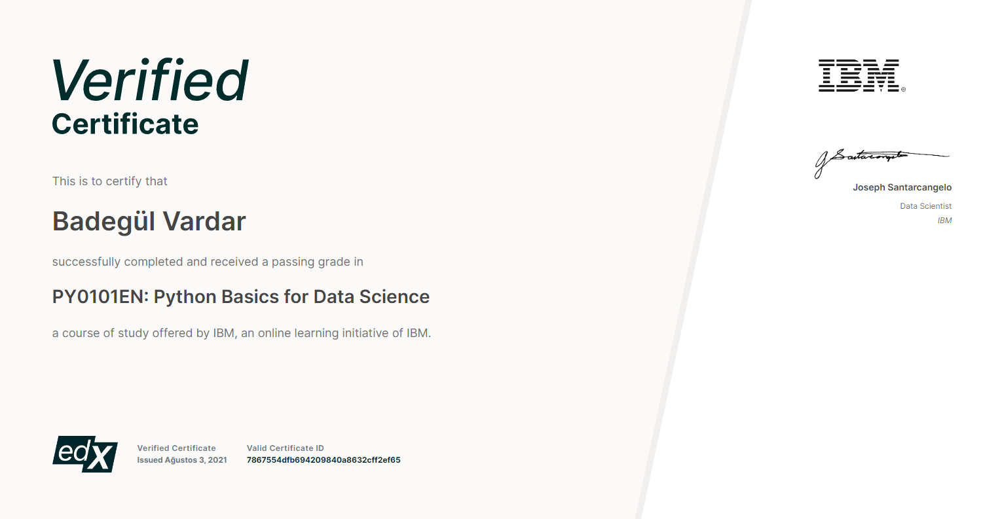 Verified
Certificate
This is to certify that
Badegül Vardar
successfully completed and received a passing grade in
PY0101EN: Python Basics for Data Science
a course of study offered by IBM, an online learning initiative of IBM.
edX
Verified Certificate
Issued Ağustos 3, 2021
Valid Certificate ID
7867554dfb694209840a8632cff2ef65
IBM®
J Santarcangelo
Joseph Santarcangelo
Data Scientist
IBM